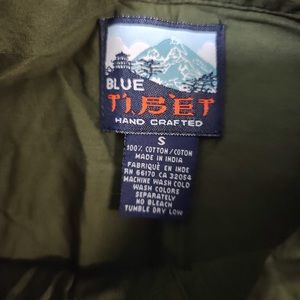 BLUE
TIBET
HAND CRAFTED
S
100% COTTON/COTON
MADE IN INDIA
FABRIQUÉ EN INDE
RN 66170 CA 32054
MACHINE WASH COLD
WASH COLORS
SEPARATELY
NO BLEACH
TUMBLE DRY LOW